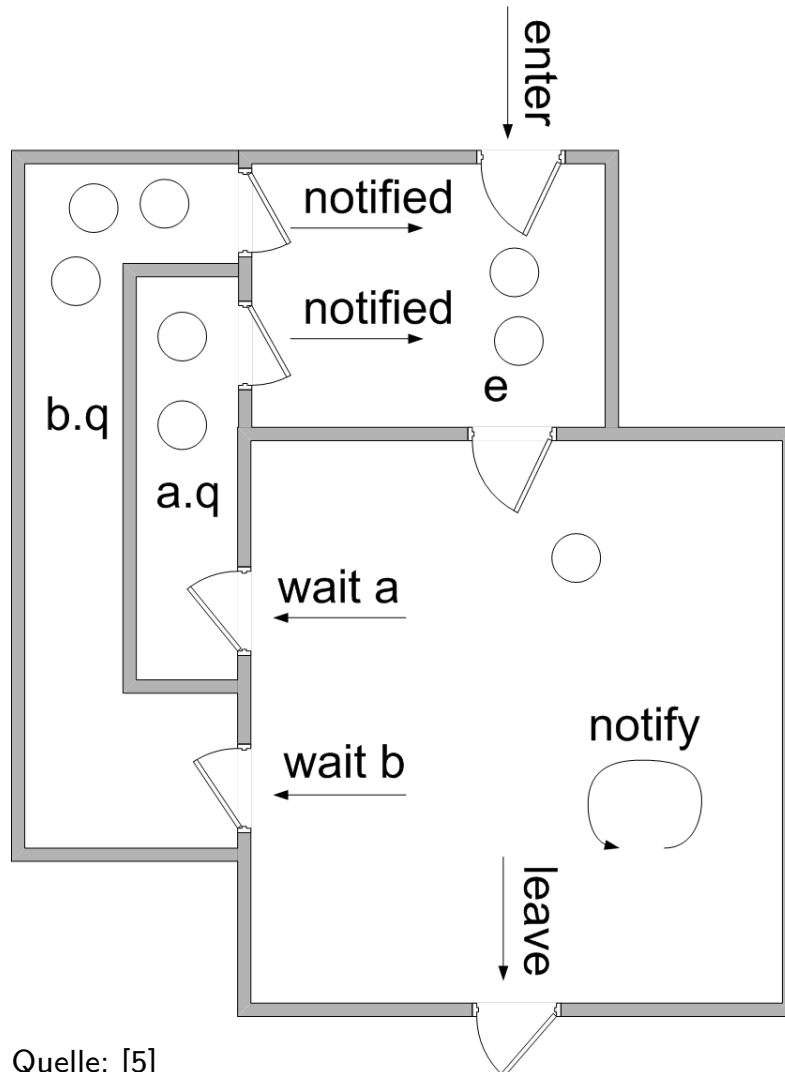 enter
notified
notified
e
b.q
a.q
wait a
notify
wait b
leave
Quelle: [5]